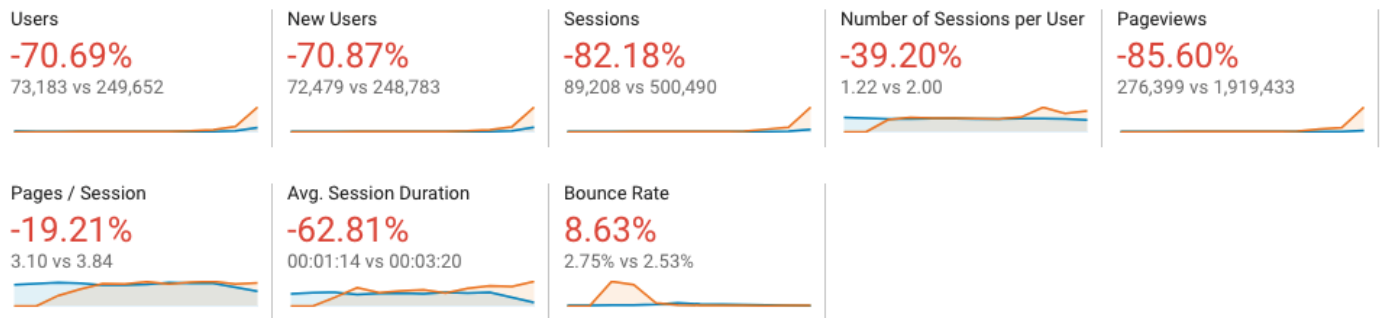 Users
-70.69%
73,183 vs 249,652
New Users
-70.87%
72,479 vs 248,783
Sessions
-82.18%
89,208 vs 500,490
Number of Sessions per User
-39.20%
1.22 vs 2.00
Pageviews
-85.60%
276,399 vs 1,919,433
Pages / Session
-19.21%
3.10 vs 3.84
Avg. Session Duration
-62.81%
00:01:14 vs 00:03:20
Bounce Rate
8.63%
2.75% vs 2.53%